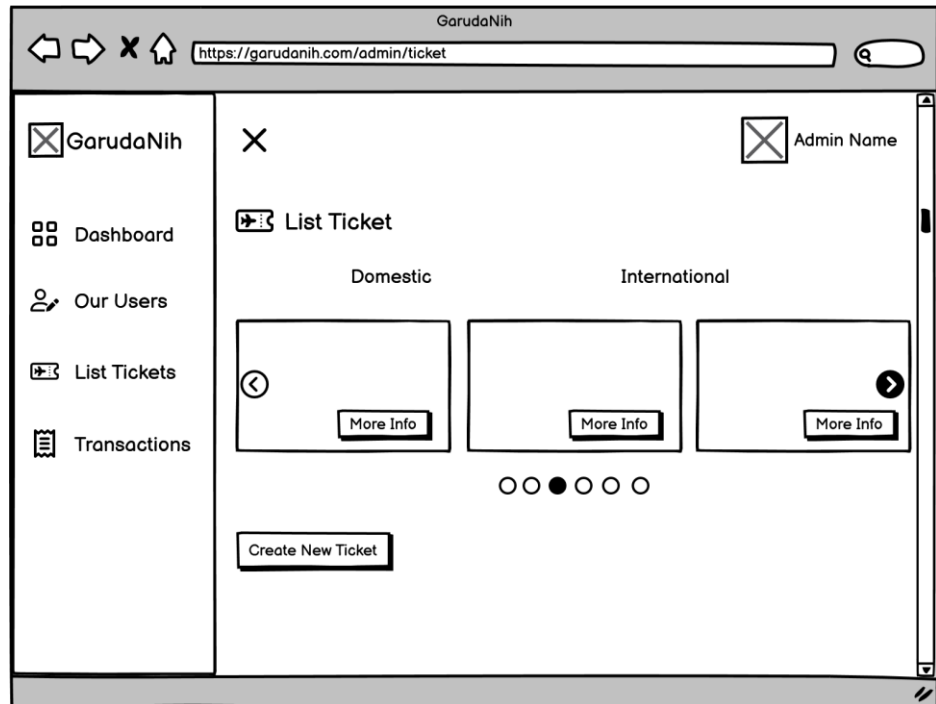 GarudaNih
https://garudanih.com/admin/ticket
GarudaNih
Admin Name
Dashboard
Our Users
List Tickets
Transactions
List Ticket
Domestic
International
More Info
More Info
More Info
Create New Ticket